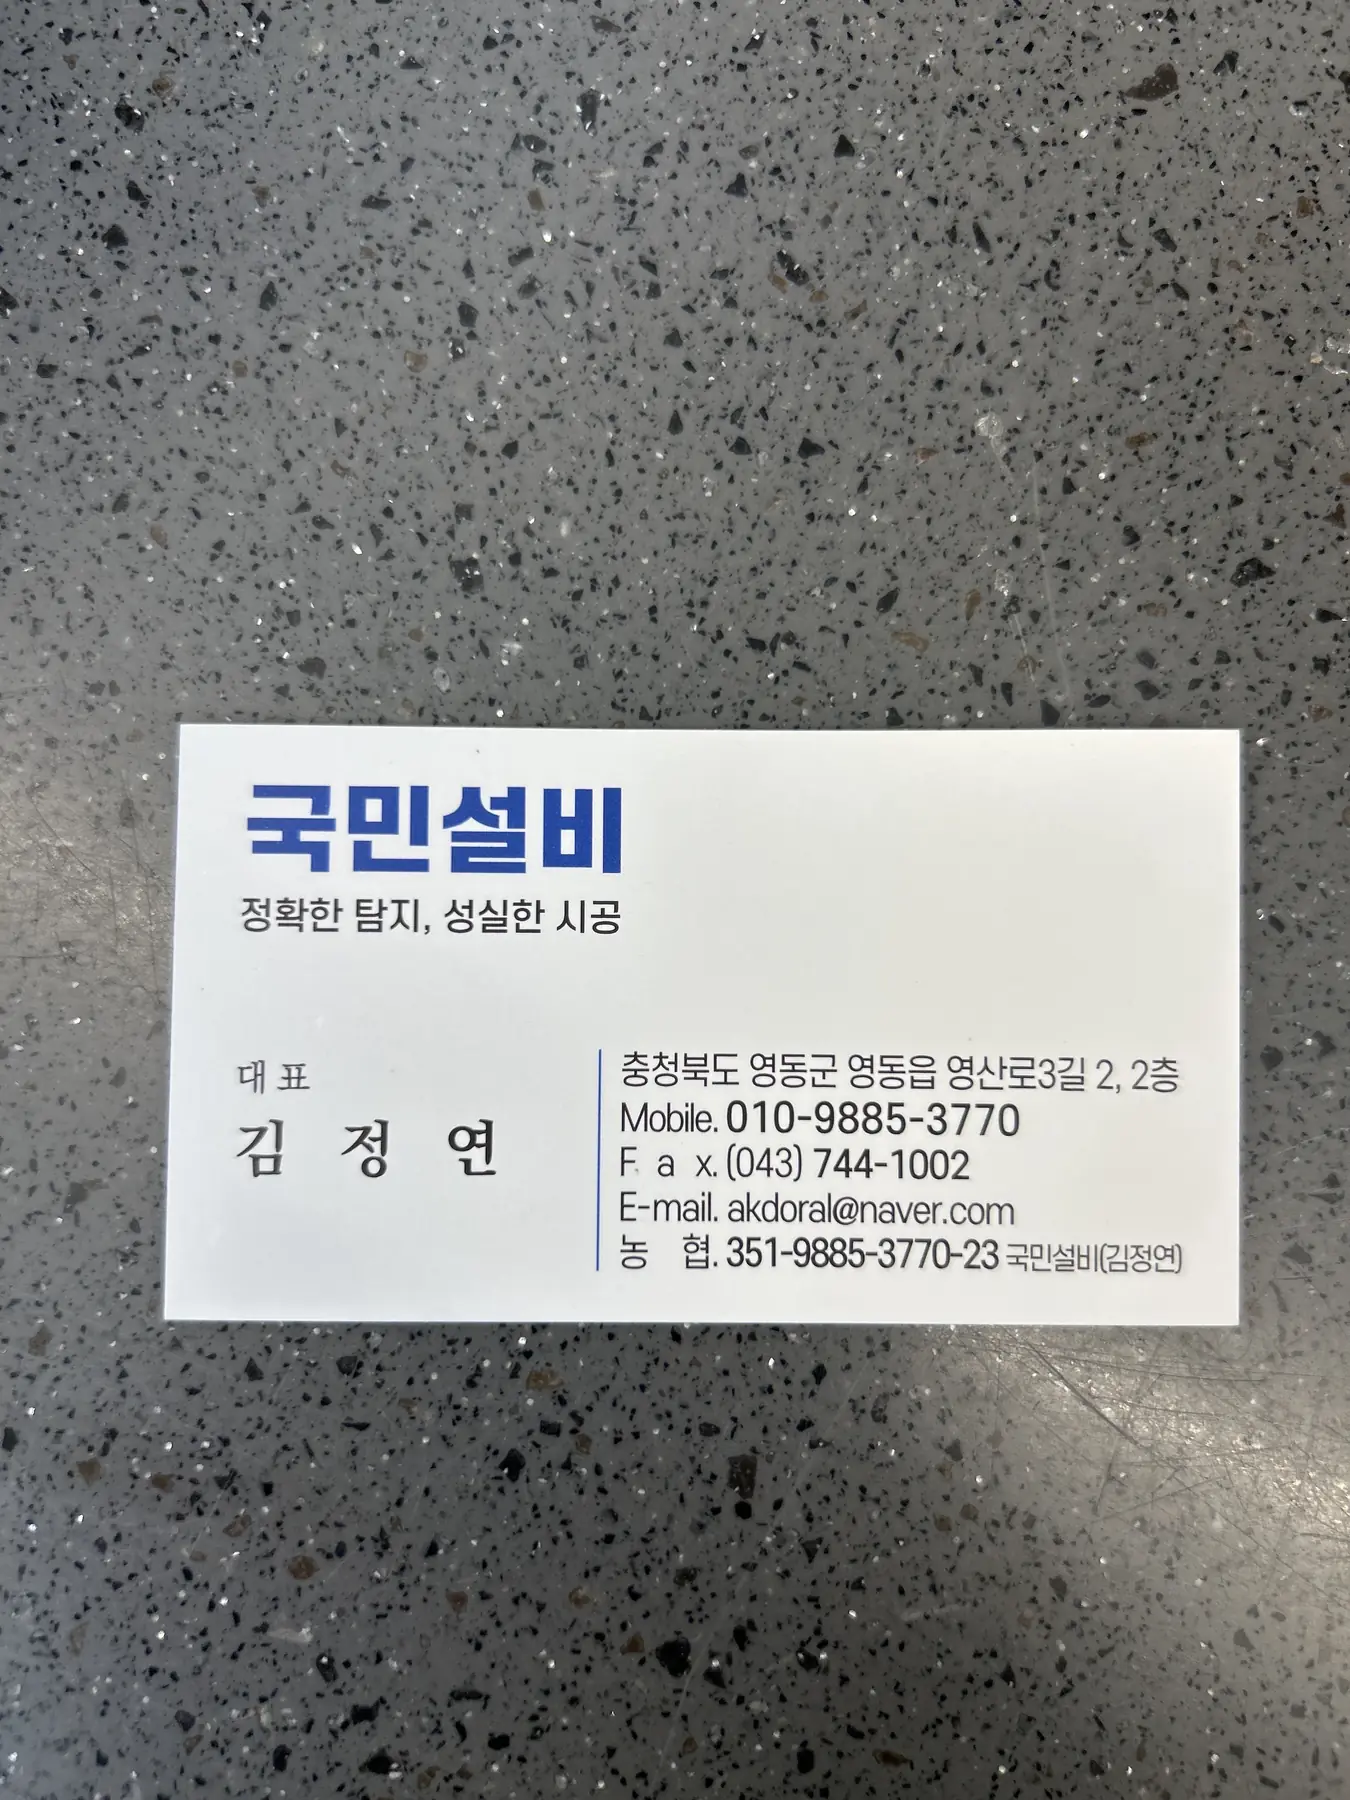 국민설비
정확한 탐지, 성실한 시공
대표
김 정 연
충청북도 영동군 영동읍 영산로3길 2, 2층
Mobile. 010-9885-3770
F. a x. (043) 744-1002
E-mail. akdoral@naver.com
농 협. 351-9885-3770-23 국민설비(김정연)